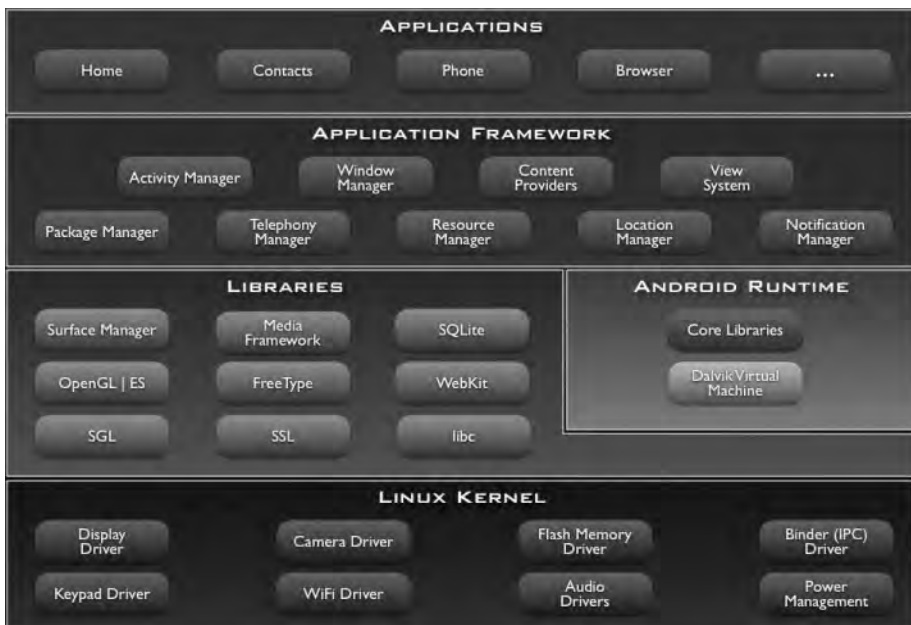 APPLICATIONS
Home
Contacts
Phone
Browser
...
APPLICATION FRAMEWORK
Activity Manager
Window
Manager
Content
Providers
View
System
Package Manager
Telephony
Manager
Resource
Manager
Location
Manager
Notification
Manager
LIBRARIES
Surface Manager
Media
Framework
SQLite
OpenGL | ES
FreeType
WebKit
SGL
SSL
libc
ANDROID RUNTIME
Core Libraries
Dalvik Virtual
Machine
LINUX KERNEL
Display
Driver
Camera Driver
Flash Memory
Driver
Binder (IPC)
Driver
Keypad Driver
WiFi Driver
Audio
Drivers
Power
Management